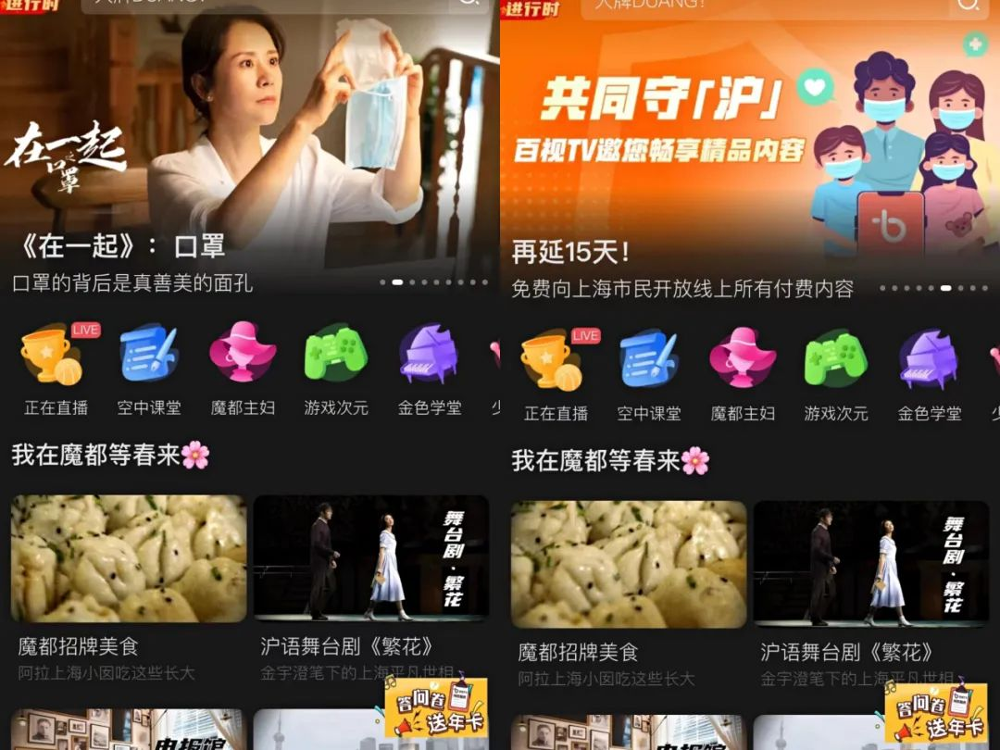 进行时
大牌DUANG！
在一起
口罩
《在一起》：口罩
口罩的背后是真善美的面孔
LIVE
正在直播
空中课堂
魔都主妇
游戏次元
金色学堂
我在魔都等春来
舞台剧·繁花
魔都招牌美食
沪语舞台剧《繁花》
阿拉上海小囡吃这些长大
金宇澄笔下的上海平凡世相
答问卷
送年卡
进行时
大牌DUANG！
共同守「沪」
百视TV邀您畅享精品内容
再延15天！
免费向上海市民开放线上所有付费内容
LIVE
正在直播
空中课堂
魔都主妇
游戏次元
金色学堂
我在魔都等春来
舞台剧·繁花
魔都招牌美食
沪语舞台剧《繁花》
阿拉上海小囡吃这些长大
金宇澄笔下的上海平凡世相
答问卷
送年卡